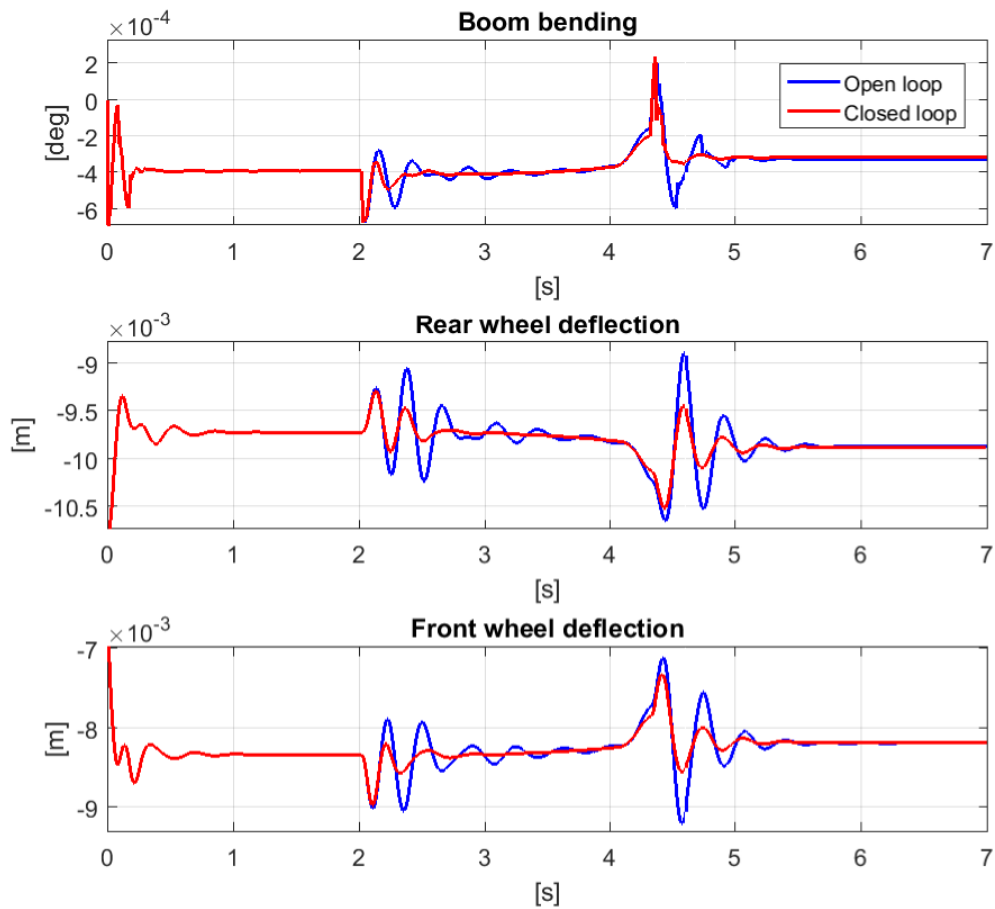 ×10^-4
Boom bending
2
0
-2
-4
-6
[deg]
Open loop
Closed loop
0 1 2 3 4 5 6 7
[s]
×10^-3
Rear wheel deflection
-9
-9.5
-10
-10.5
[m]
0 1 2 3 4 5 6 7
[s]
×10^-3
Front wheel deflection
-7
-8
-9
[m]
0 1 2 3 4 5 6 7
[s]